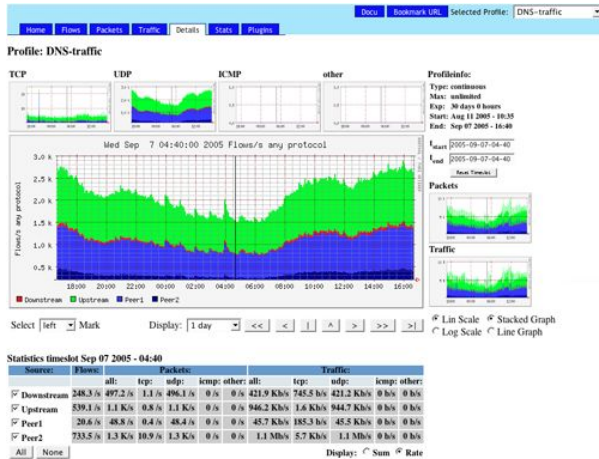 Docu Bookmark URL Selected Profile: DNS-traffic
Home Flows Packets Traffic Details Stats Plugins
Profile: DNS-traffic
TCP UDP ICMP other Profileinfo:
Type: continuous
Max: unlimited
Exp: 30 days 0 hours
Start: Aug 11 2005 - 10:35
End: Sep 07 2005 - 16:40
Wed Sep 7 04:40:00 2005 Flows/s any protocol
tstart 2005-09-07-04-40
tend 2005-09-07-04-40
Flows/s any protocol
3.0 k
2.5 k
2.0 k
1.5 k
1.0 k
0.5 k
18:00 20:00 22:00 00:00 02:00 04:00 06:00 08:00 10:00 12:00 14:00 16:00
Downstream Upstream Peer1 Peer2
Packets
Traffic
Lin Scale Stacked Graph
Log Scale Line Graph
Select left Mark Display: 1 day << < | ^ > >> >|
Statistics timeslot Sep 07 2005 - 04:40
Source: Flows: Packets: Traffic:
all: tcp: udp: icmp: other: all: tcp: udp: icmp: other:
Downstream 248.3 /s 497.2 /s 1.1 /s 496.1 /s 0 /s 0 /s 421.9 Kb/s 745.5 b/s 421.2 Kb/s 0 b/s 0 b/s
Upstream 539.1 /s 1.1 K/s 0.8 /s 1.1 K/s 0 /s 0 /s 946.2 Kb/s 1.6 Kb/s 944.7 Kb/s 0 b/s 0 b/s
Peer1 20.6 /s 48.8 /s 0.4 /s 48.4 /s 0 /s 0 /s 45.7 Kb/s 185.3 b/s 45.5 Kb/s 0 b/s 0 b/s
Peer2 733.5 /s 1.3 K/s 10.9 /s 1.3 K/s 0 /s 0 /s 1.1 Mb/s 5.7 Kb/s 1.1 Mb/s 0 b/s 0 b/s
All None Display: Sum Rate